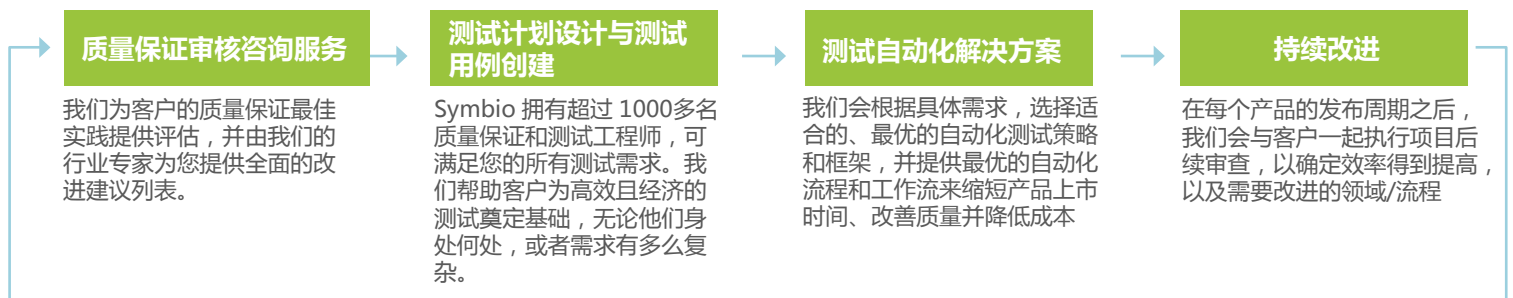 质量保证审核咨询服务
我们为客户的质量保证最佳
实践提供评估，并由我们的
行业专家为您提供全面的改
进建议列表。
测试计划设计与测试
用例创建
Symbio 拥有超过 1000多名
质量保证和测试工程师，可
满足您的所有测试需求。我
们帮助客户为高效且经济的
测试奠定基础，无论他们身
处何处，或者需求有多么复
杂。
测试自动化解决方案
我们会根据具体需求，选择适
合的、最优的自动化测试策略
和框架，并提供最优的自动化
流程和工作流来缩短产品上市
时间、改善质量并降低成本
持续改进
在每个产品的发布周期之后，
我们会与客户一起执行项目后
续审查，以确定效率得到提高，
以及需要改进的领域/流程